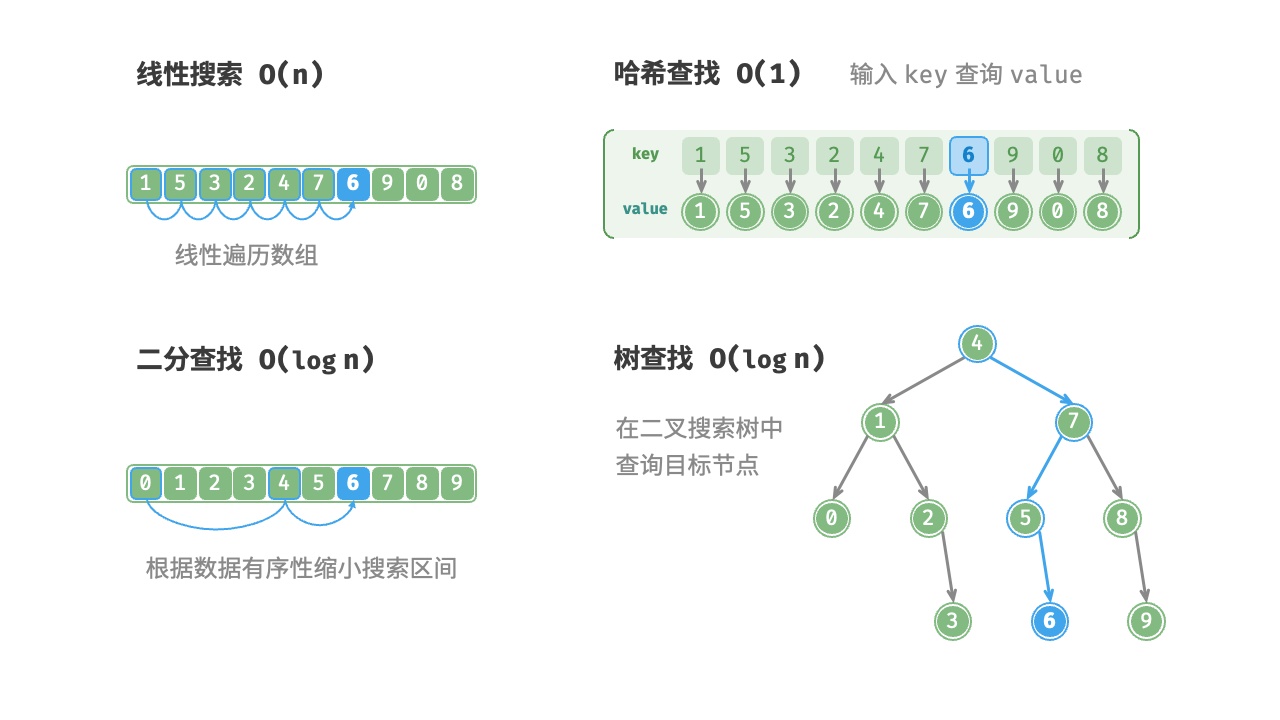 线性搜索 O(n)
1 5 3 2 4 7 6 9 0 8
线性遍历数组
哈希查找 O(1) 输入 key 查询 value
key 1 5 3 2 4 7 6 9 0 8
value 1 5 3 2 4 7 6 9 0 8
二分查找 O(log n)
0 1 2 3 4 5 6 7 8 9
根据数据有序性缩小搜索区间
树查找 O(log n)
在二叉搜索树中
查询目标节点
4
1 7
0 2 5 8
3 6 9